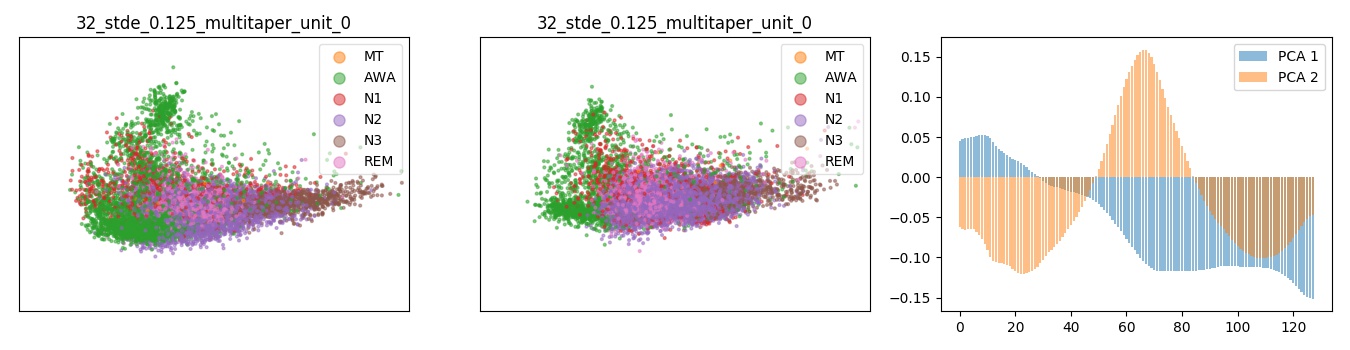 32_stde_0.125_multitaper_unit_0
MT
AWA
N1
N2
N3
REM
32_stde_0.125_multitaper_unit_0
MT
AWA
N1
N2
N3
REM
PCA 1
PCA 2
0.15
0.10
0.05
0.00
−0.05
−0.10
−0.15
0 20 40 60 80 100 120